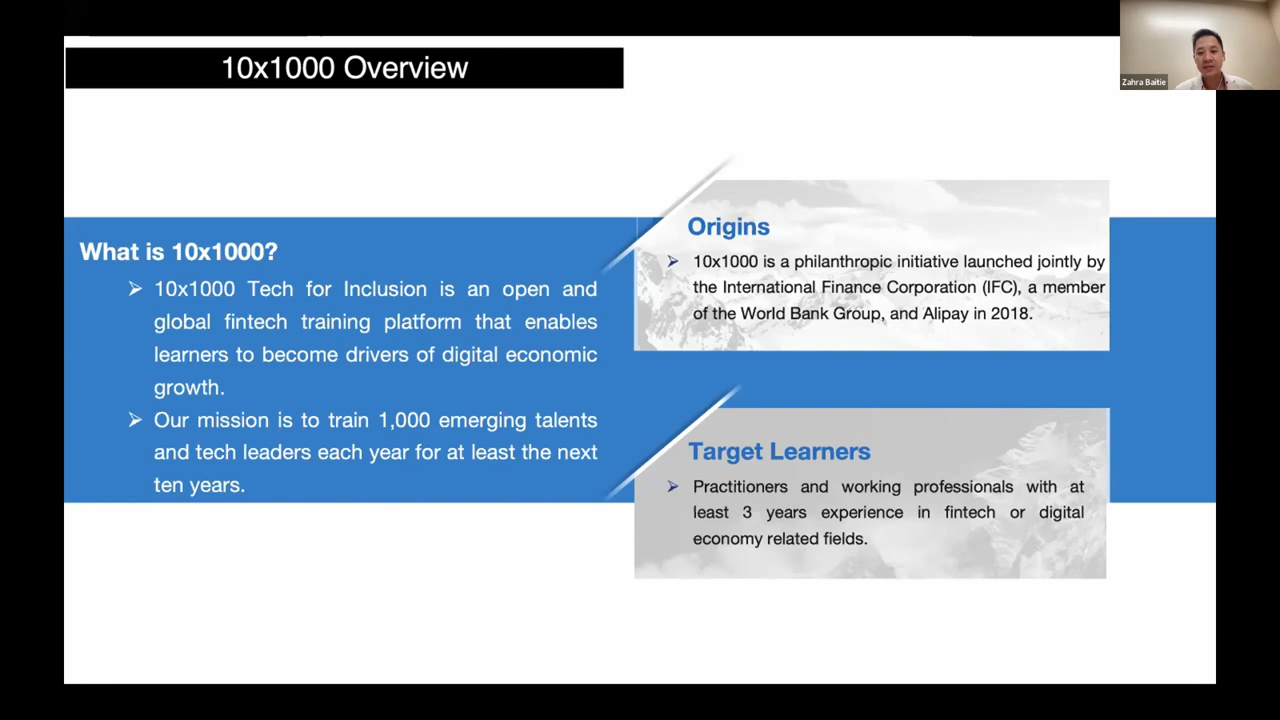 10x1000 Overview
Zahra Baitie
What is 10x1000?
➢ 10x1000 Tech for Inclusion is an open and
global fintech training platform that enables
learners to become drivers of digital economic
growth.
➢ Our mission is to train 1,000 emerging talents
and tech leaders each year for at least the next
ten years.
Origins
➢ 10x1000 is a philanthropic initiative launched jointly by
the International Finance Corporation (IFC), a member
of the World Bank Group, and Alipay in 2018.
Target Learners
➢ Practitioners and working professionals with at
least 3 years experience in fintech or digital
economy related fields.